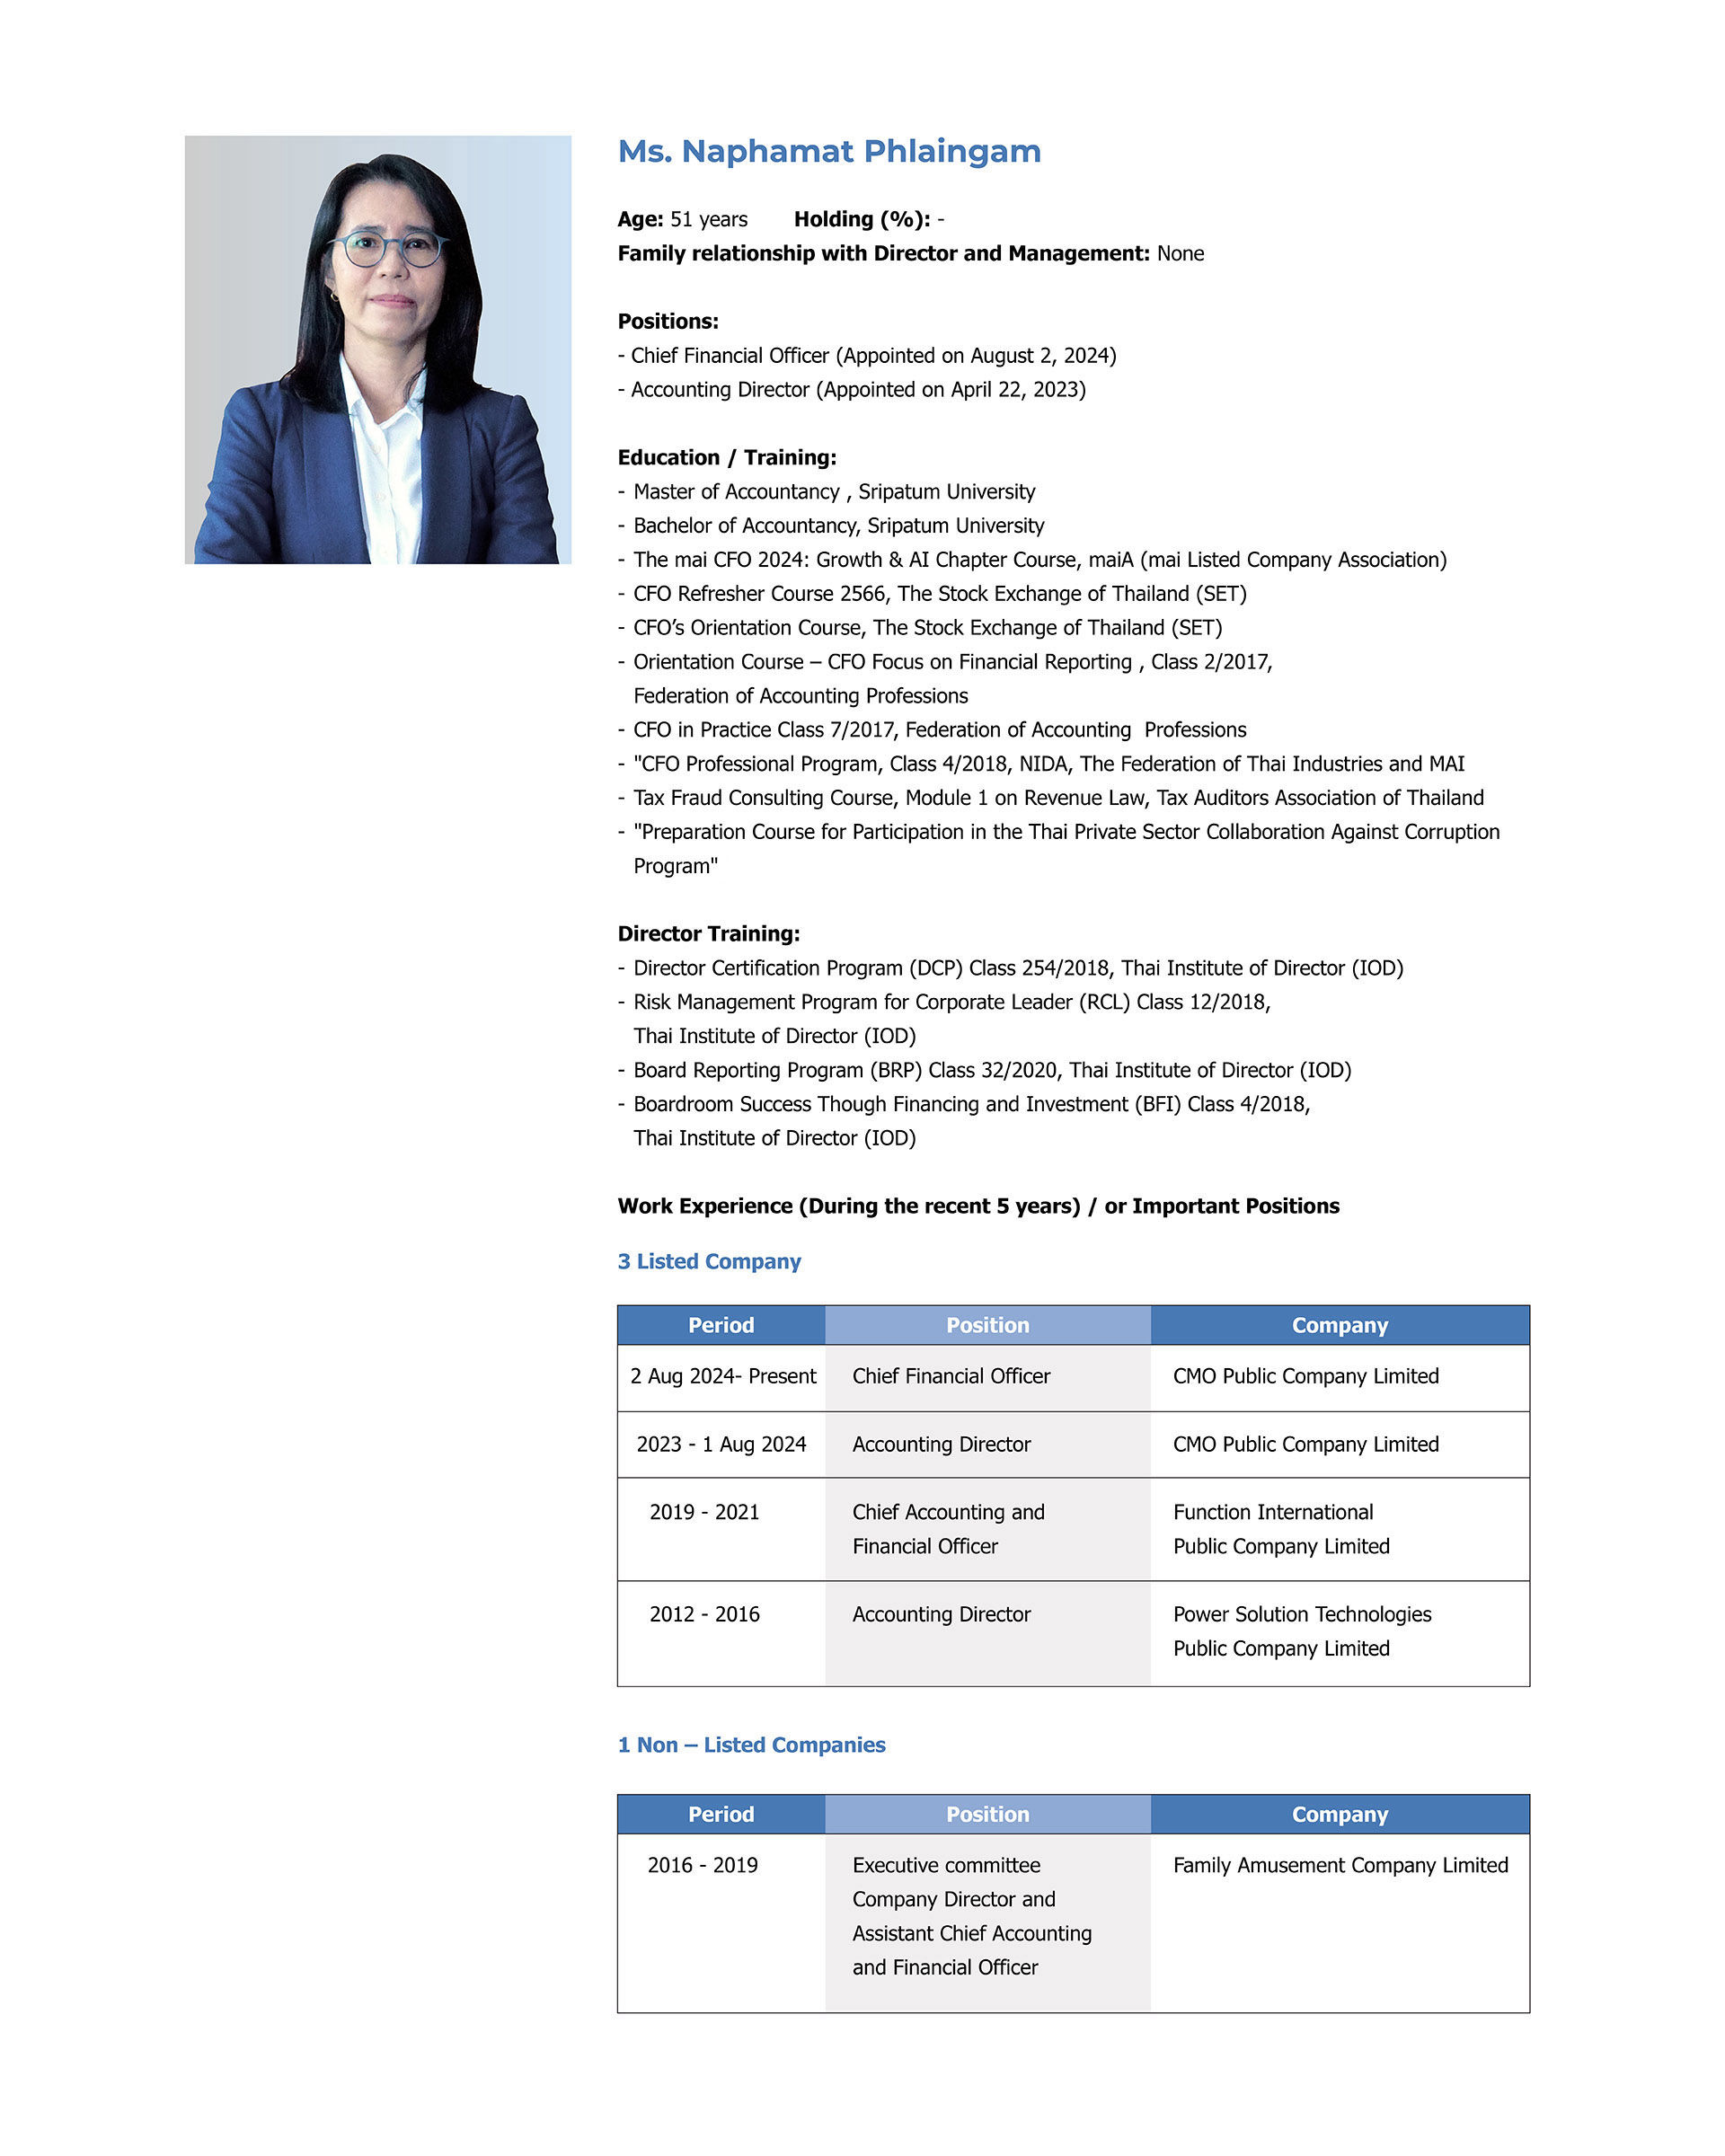 Ms. Naphamat Phlaingam
Age: 51 years Holding (%): -
Family relationship with Director and Management: None
Positions:
- Chief Financial Officer (Appointed on August 2, 2024)
- Accounting Director (Appointed on April 22, 2023)
Education / Training:
- Master of Accountancy , Sripatum University
- Bachelor of Accountancy, Sripatum University
- The mai CFO 2024: Growth & AI Chapter Course, maiA (mai Listed Company Association)
- CFO Refresher Course 2566, The Stock Exchange of Thailand (SET)
- CFO’s Orientation Course, The Stock Exchange of Thailand (SET)
- Orientation Course – CFO Focus on Financial Reporting , Class 2/2017,
Federation of Accounting Professions
- CFO in Practice Class 7/2017, Federation of Accounting  Professions
- "CFO Professional Program, Class 4/2018, NIDA, The Federation of Thai Industries and MAI
- Tax Fraud Consulting Course, Module 1 on Revenue Law, Tax Auditors Association of Thailand
- "Preparation Course for Participation in the Thai Private Sector Collaboration Against Corruption
Program"
Director Training:
- Director Certification Program (DCP) Class 254/2018, Thai Institute of Director (IOD)
- Risk Management Program for Corporate Leader (RCL) Class 12/2018,
Thai Institute of Director (IOD)
- Board Reporting Program (BRP) Class 32/2020, Thai Institute of Director (IOD)
- Boardroom Success Though Financing and Investment (BFI) Class 4/2018,
Thai Institute of Director (IOD)
Work Experience (During the recent 5 years) / or Important Positions
3 Listed Company
Period Position Company
2 Aug 2024- Present Chief Financial Officer CMO Public Company Limited
2023 - 1 Aug 2024 Accounting Director CMO Public Company Limited
2019 - 2021 Chief Accounting and Function International
Financial Officer Public Company Limited
2012 - 2016 Accounting Director Power Solution Technologies
Public Company Limited
1 Non – Listed Companies
Period Position Company
2016 - 2019 Executive committee Family Amusement Company Limited
Company Director and
Assistant Chief Accounting
and Financial Officer